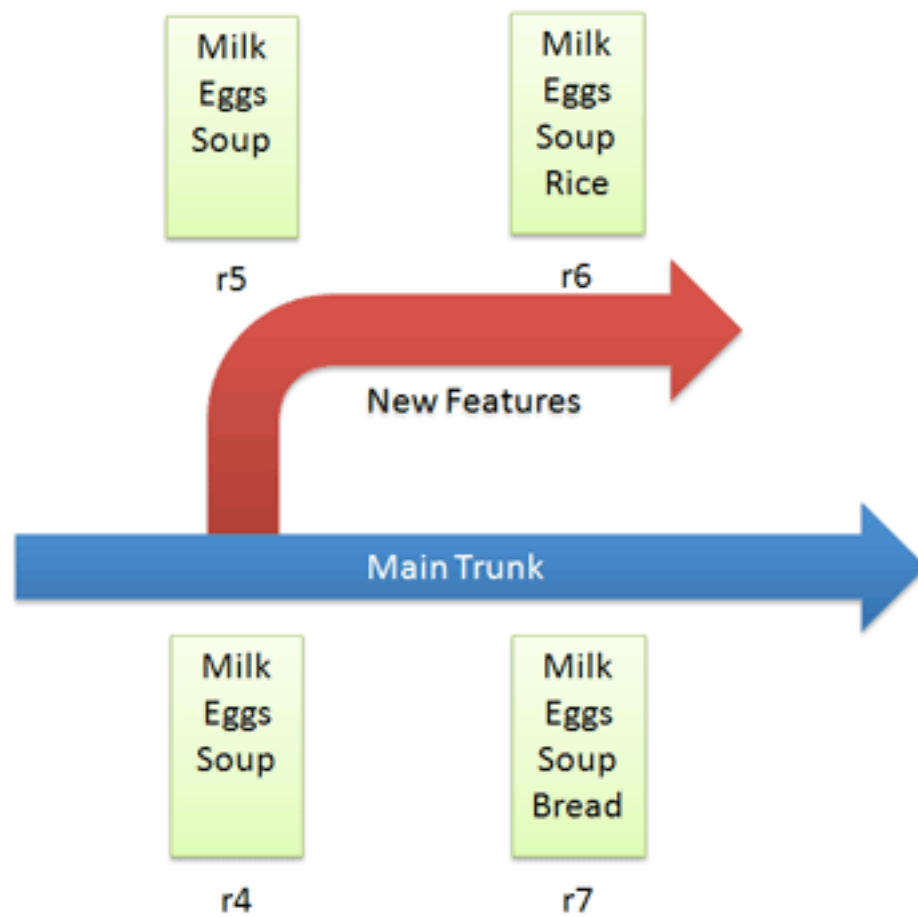 Milk
Eggs
Soup
r5
Milk
Eggs
Soup
Rice
r6
New Features
Main Trunk
Milk
Eggs
Soup
r4
Milk
Eggs
Soup
Bread
r7